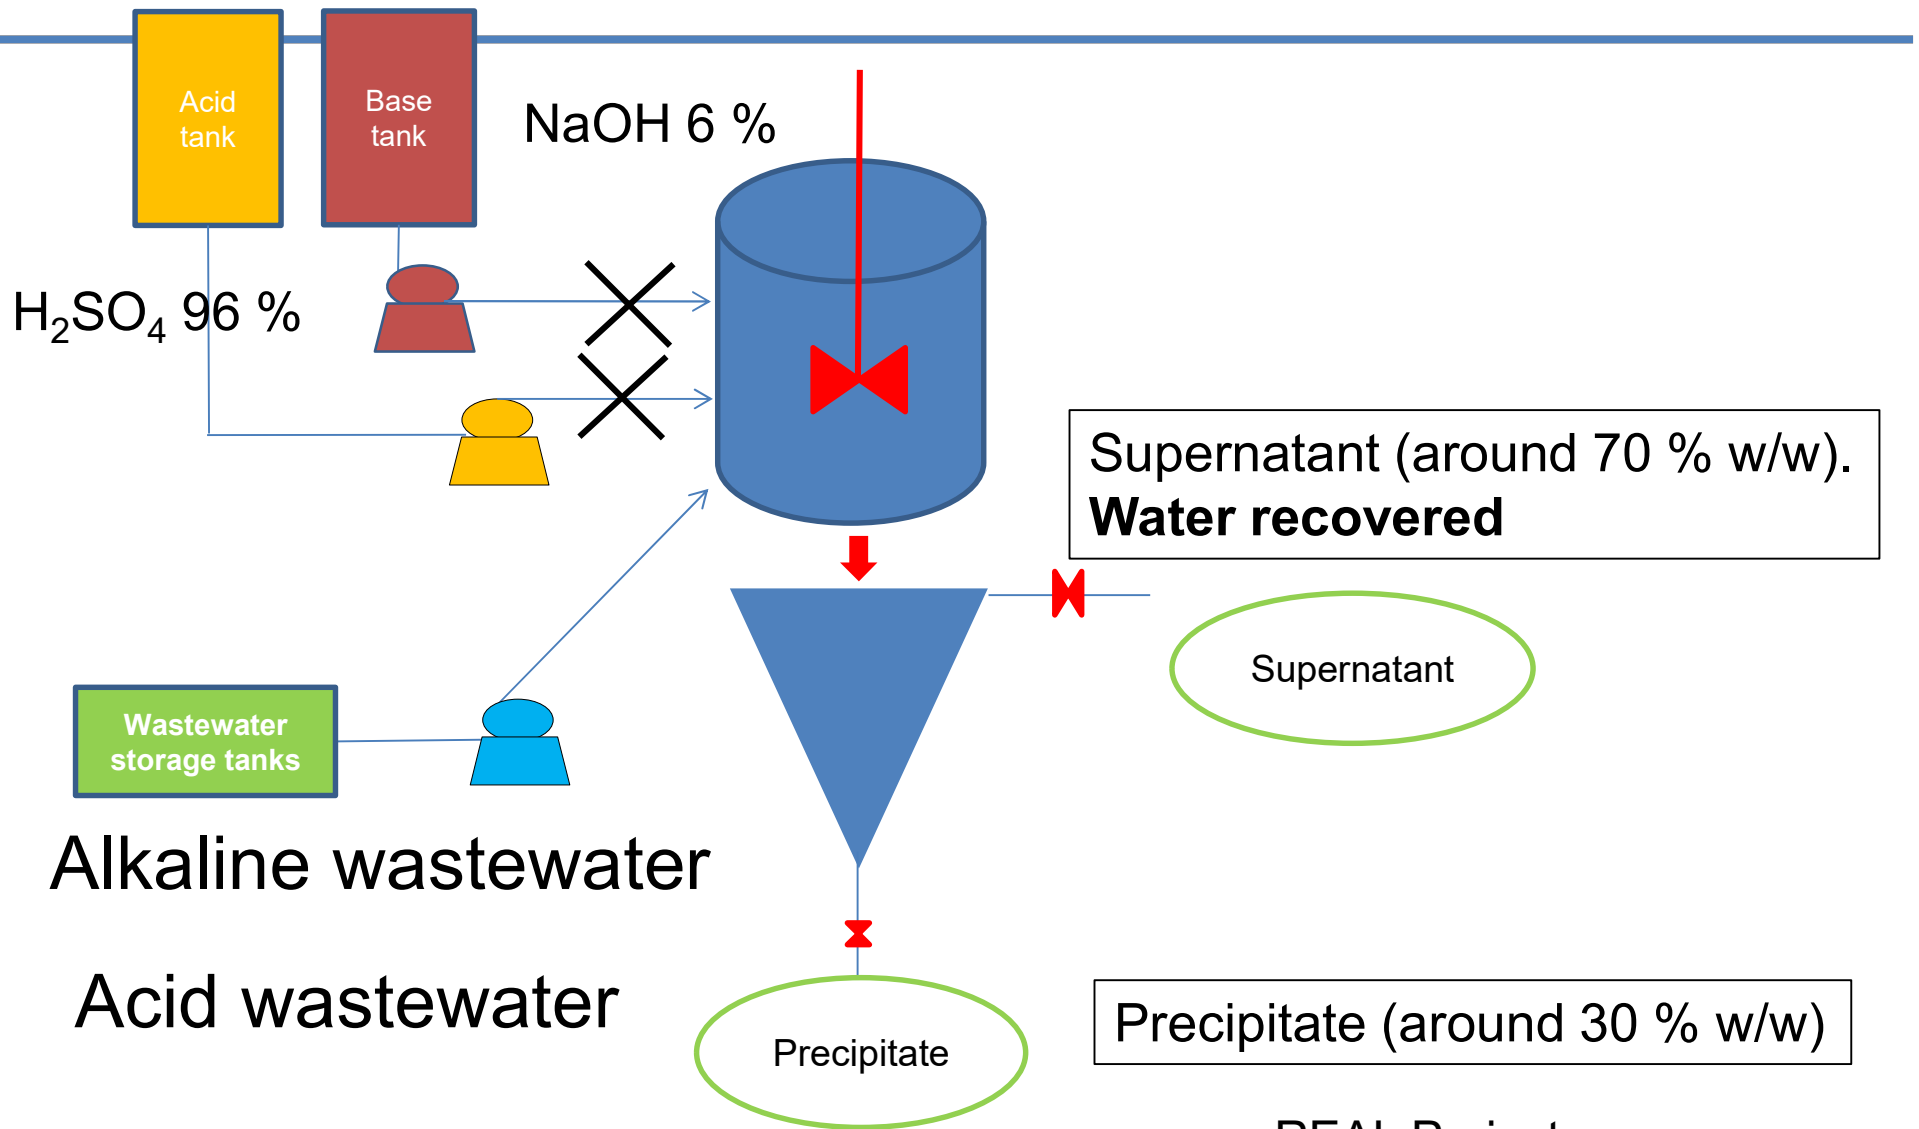 Acid
tank
Base
tank
NaOH 6 %
H₂SO₄ 96 %
Supernatant (around 70 % w/w).
Water recovered
Supernatant
Wastewater
storage tanks
Alkaline wastewater
Acid wastewater
Precipitate
Precipitate (around 30 % w/w)